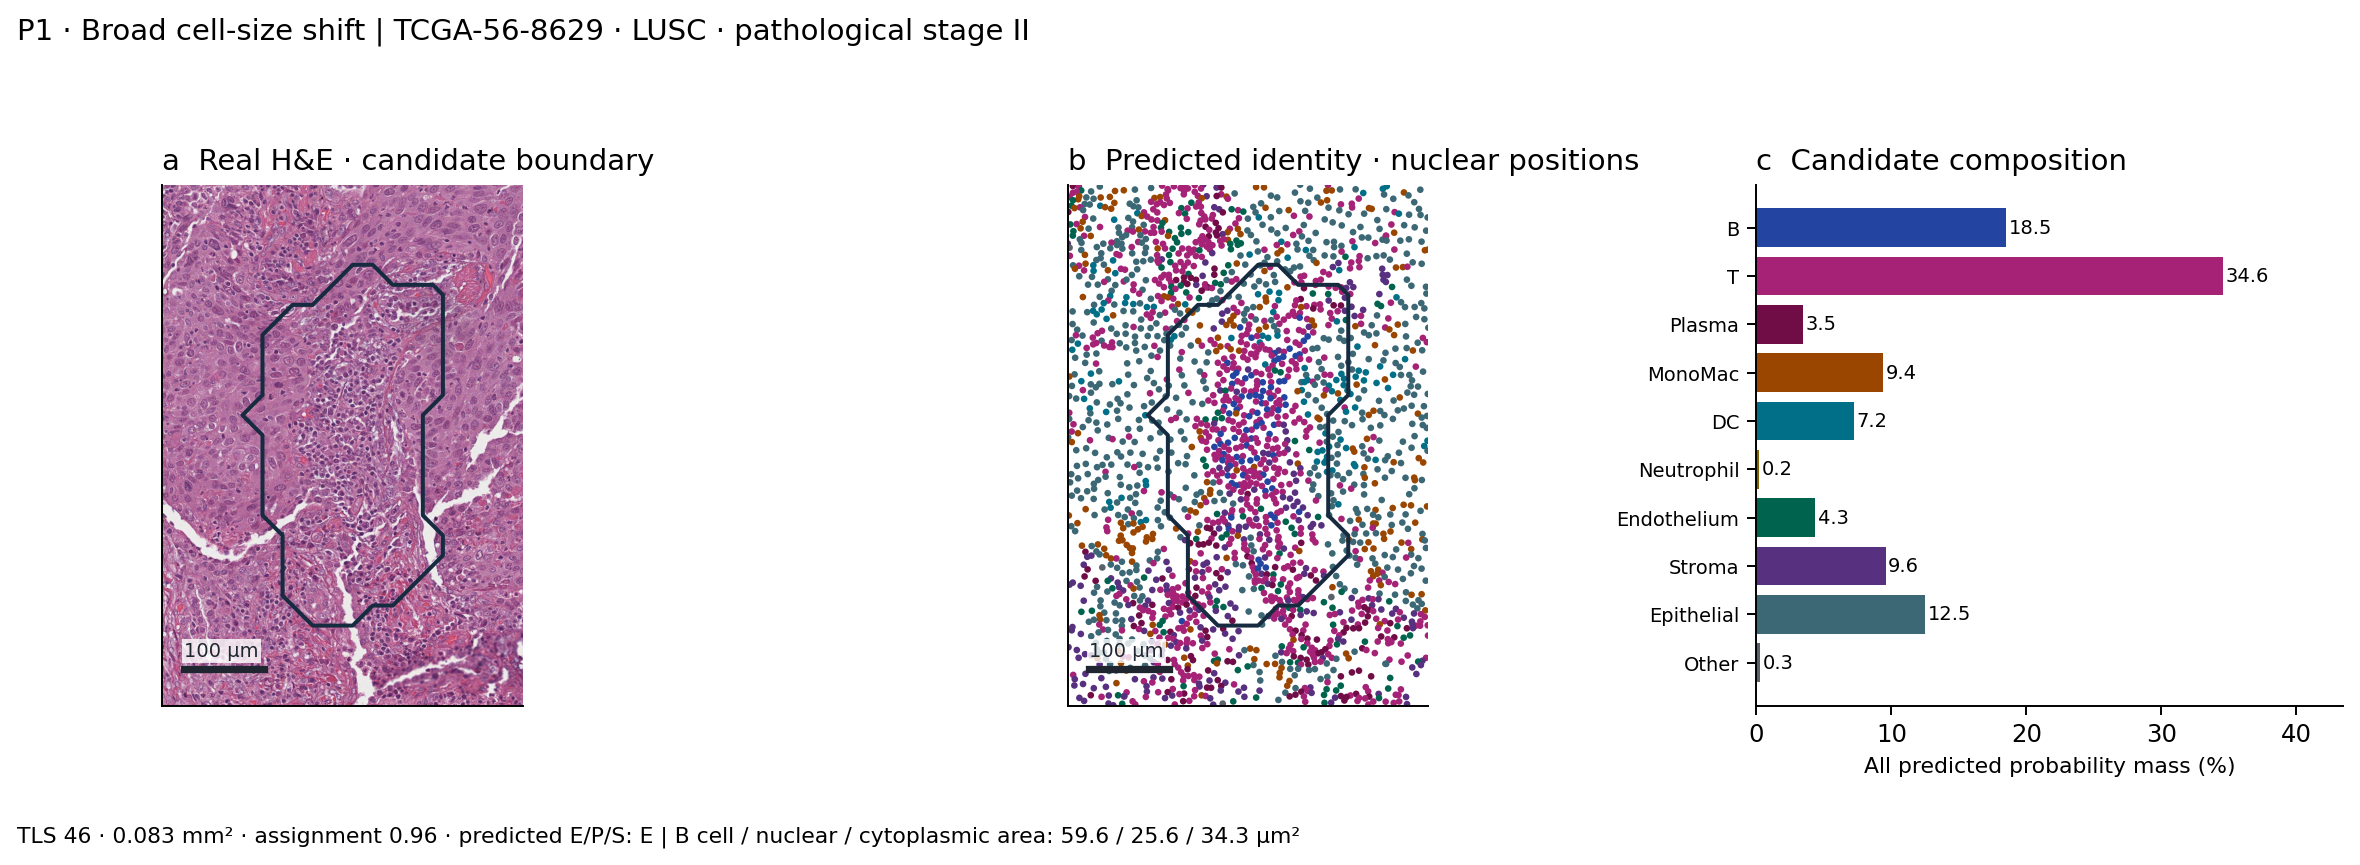 P1 · Broad cell-size shift | TCGA-56-8629 · LUSC · pathological stage II
a Real H&E · candidate boundary
100 µm
b Predicted identity · nuclear positions
100 µm
c Candidate composition
B 18.5
T 34.6
Plasma 3.5
MonoMac 9.4
DC 7.2
Neutrophil 0.2
Endothelium 4.3
Stroma 9.6
Epithelial 12.5
Other 0.3
0 10 20 30 40
All predicted probability mass (%)
TLS 46 · 0.083 mm² · assignment 0.96 · predicted E/P/S: E | B cell / nuclear / cytoplasmic area: 59.6 / 25.6 / 34.3 µm²